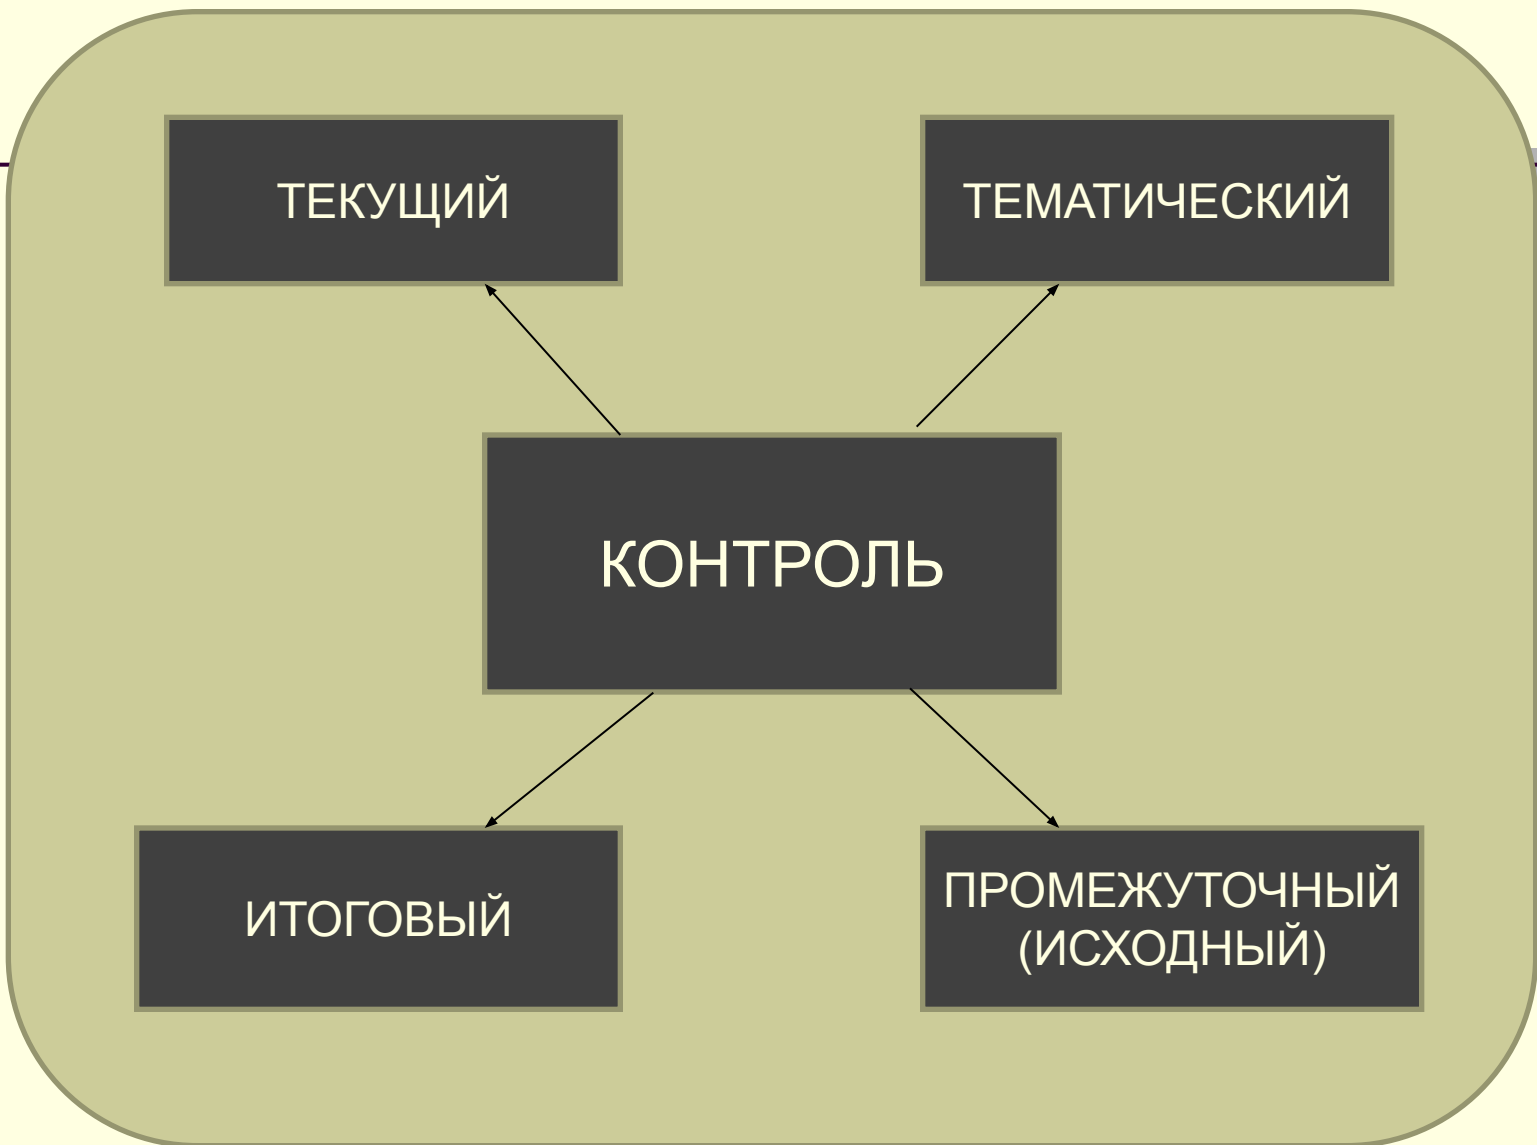 ТЕКУЩИЙ
ТЕМАТИЧЕСКИЙ
КОНТРОЛЬ
ИТОГОВЫЙ
ПРОМЕЖУТОЧНЫЙ
(ИСХОДНЫЙ)